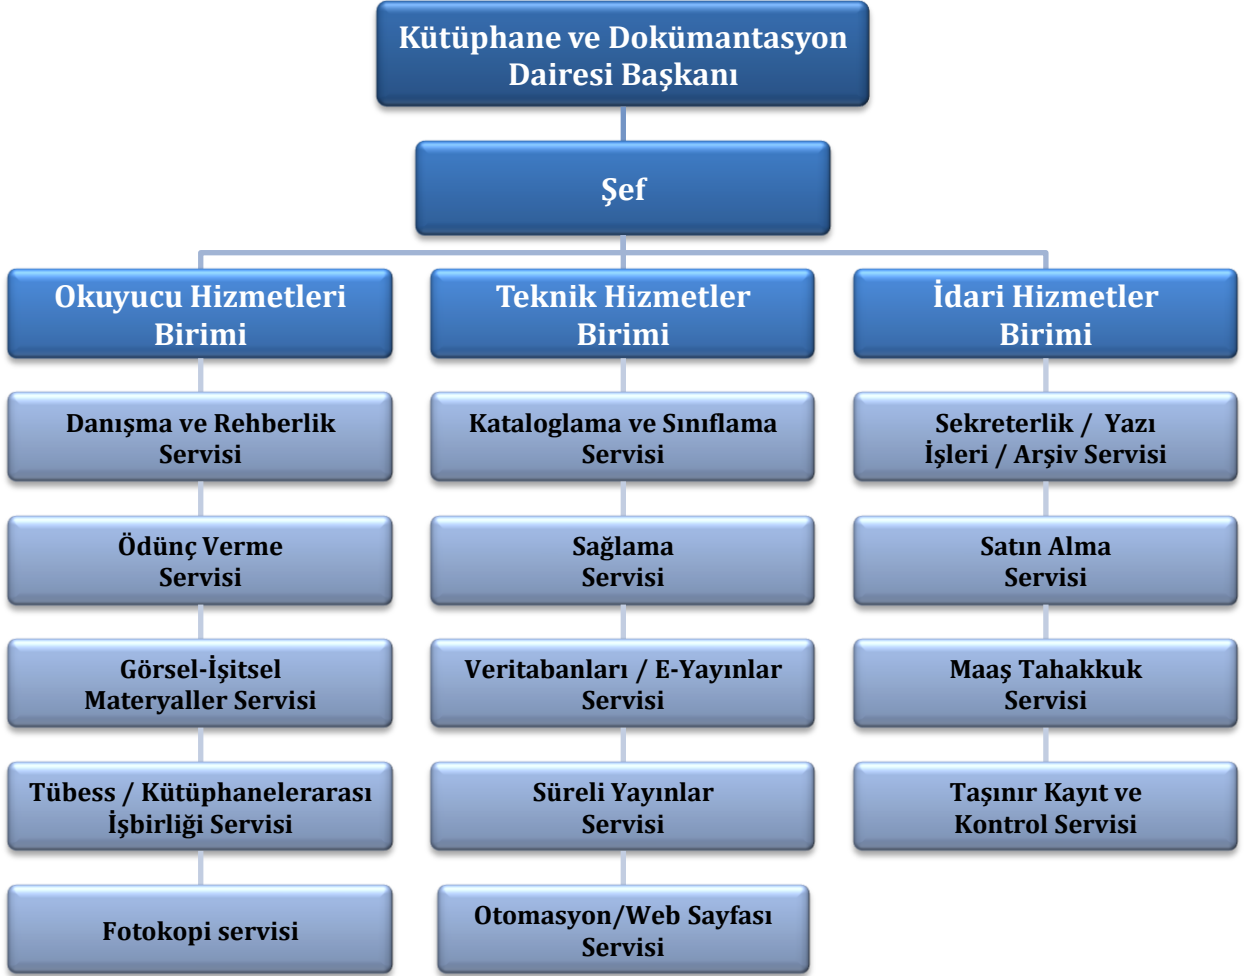 Kütüphane ve Dokümantasyon
Dairesi Başkanı
Şef
Okuyucu Hizmetleri
Birimi
Danışma ve Rehberlik
Servisi
Ödünç Verme
Servisi
Görsel-İşitsel
Materyaller Servisi
Tübess / Kütüphanelerarası
İşbirliği Servisi
Fotokopi servisi
Teknik Hizmetler
Birimi
Kataloglama ve Sınıflama
Servisi
Sağlama
Servisi
Veritabanları / E-Yayınlar
Servisi
Süreli Yayınlar
Servisi
Otomasyon/Web Sayfası
Servisi
İdari Hizmetler
Birimi
Sekreterlik / Yazı
İşleri / Arşiv Servisi
Satın Alma
Servisi
Maaş Tahakkuk
Servisi
Taşınır Kayıt ve
Kontrol Servisi